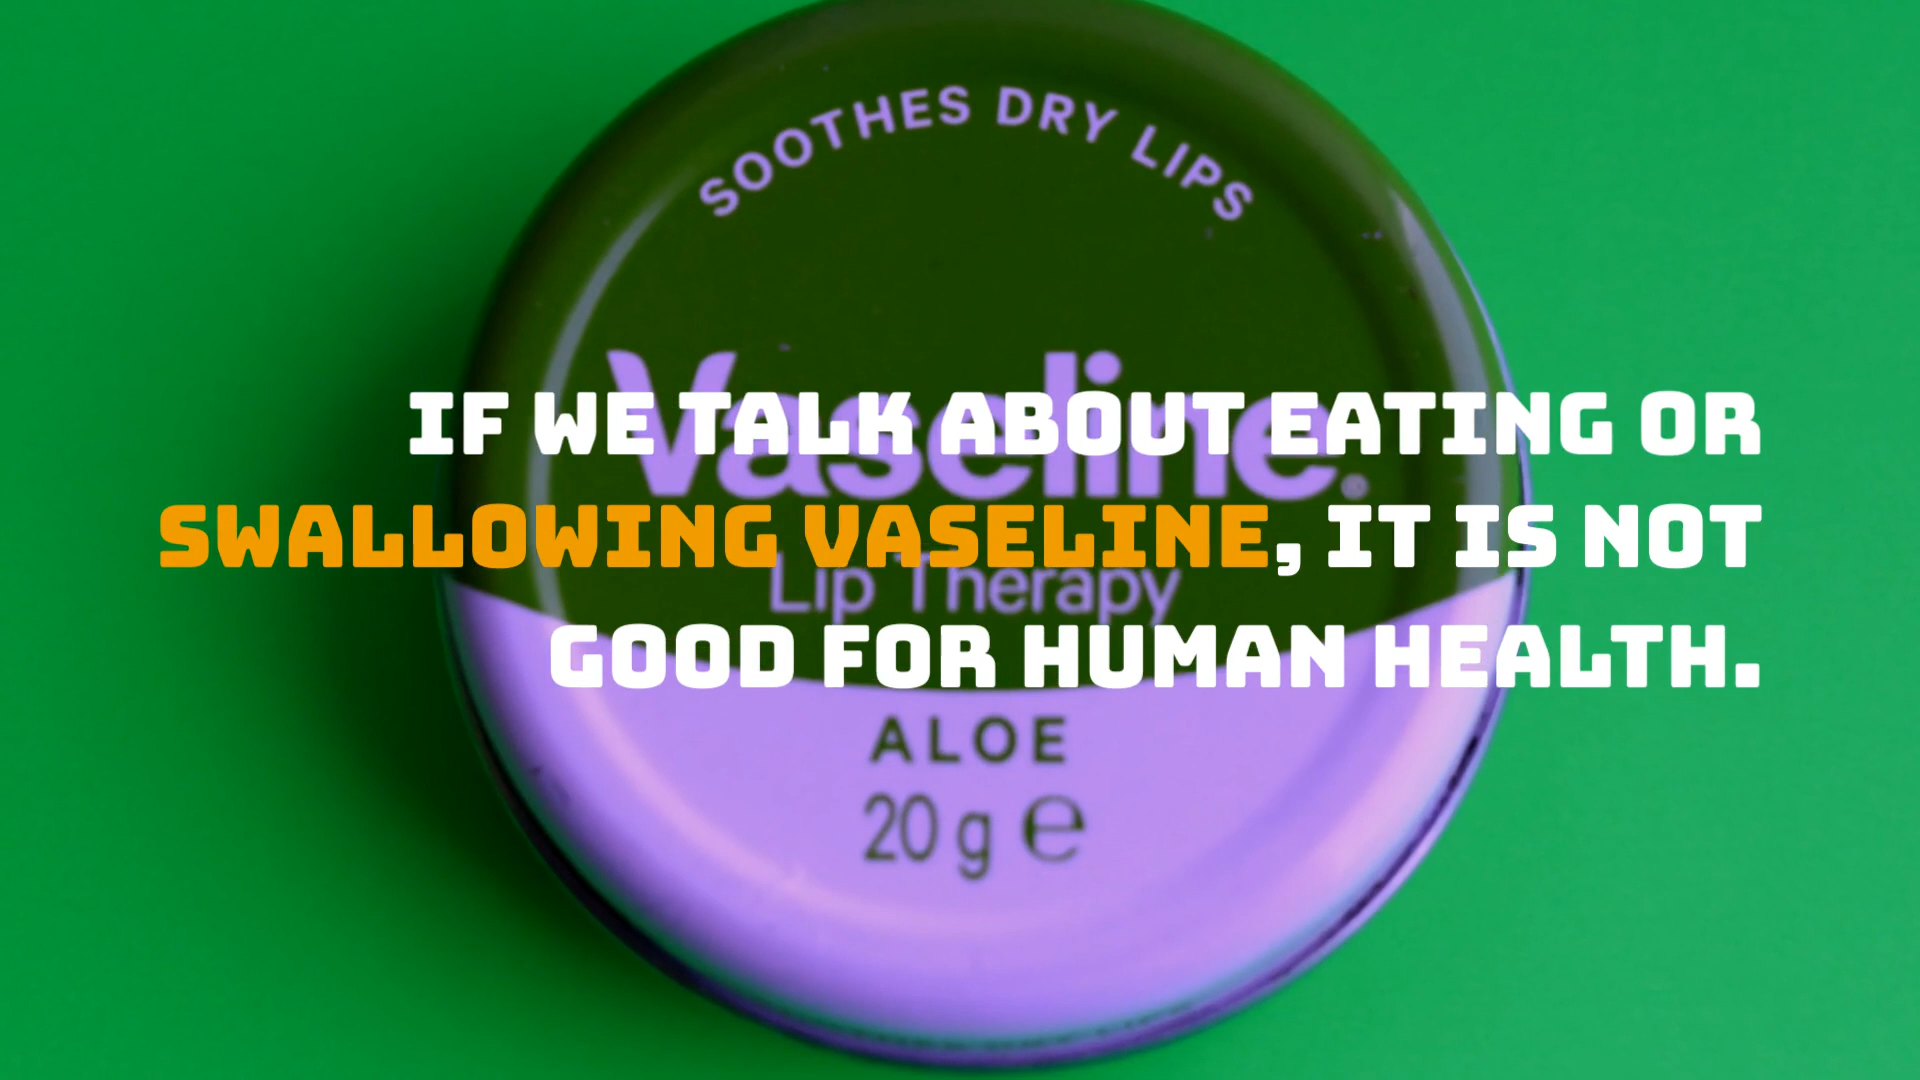 SOOTHES DRY LIPS
Vaseline.
IF WE TALK ABOUT EATING OR
SWALLOWING VASELINE, IT IS NOT
Lip Therapy
GOOD FOR HUMAN HEALTH.
ALOE
20 g e